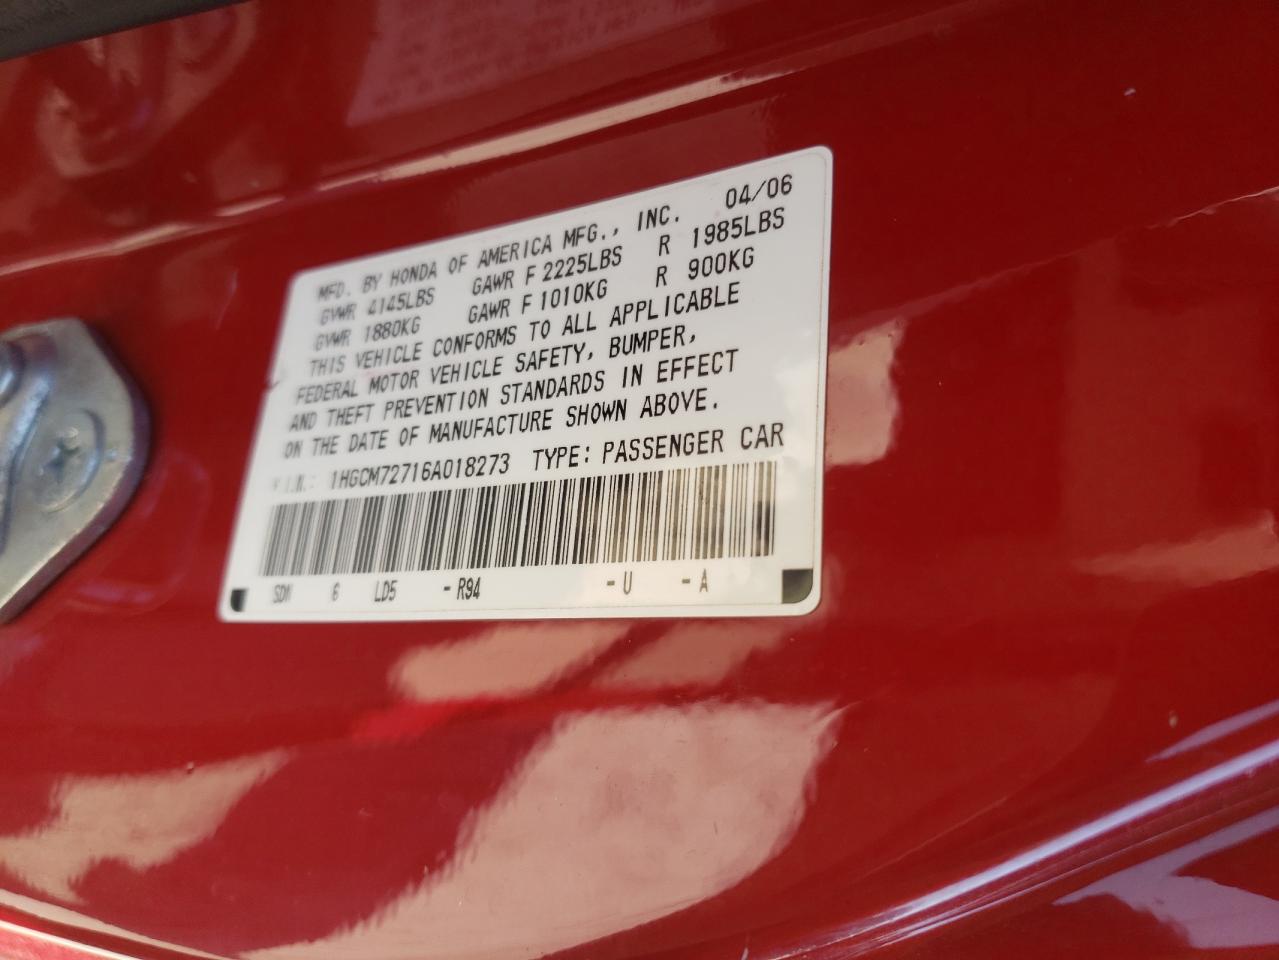 MFD. BY HONDA OF AMERICA MFG., INC. 04/06
GVWR 4145LBS GAWR F 2225LBS R 1985LBS
GVWR 1880KG GAWR F 1010KG R 900KG
THIS VEHICLE CONFORMS TO ALL APPLICABLE
FEDERAL MOTOR VEHICLE SAFETY, BUMPER,
AND THEFT PREVENTION STANDARDS IN EFFECT
ON THE DATE OF MANUFACTURE SHOWN ABOVE.
V.I.N.: 1HGCM72716A018273 TYPE: PASSENGER CAR
SDN 6 LD5 -R94 -U -A